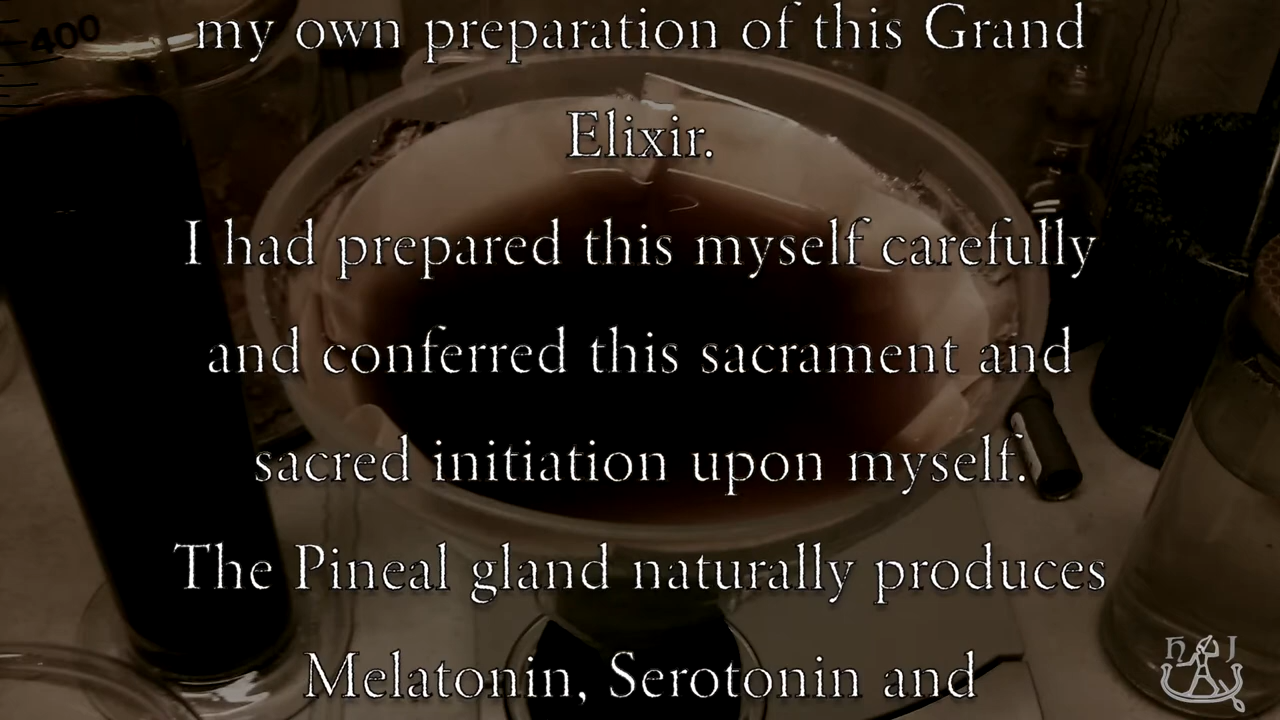 400
my own preparation of this Grand
Elixir.
I had prepared this myself carefully
and conferred this sacrament and
sacred initiation upon myself.
The Pineal gland naturally produces
Melatonin, Serotonin and